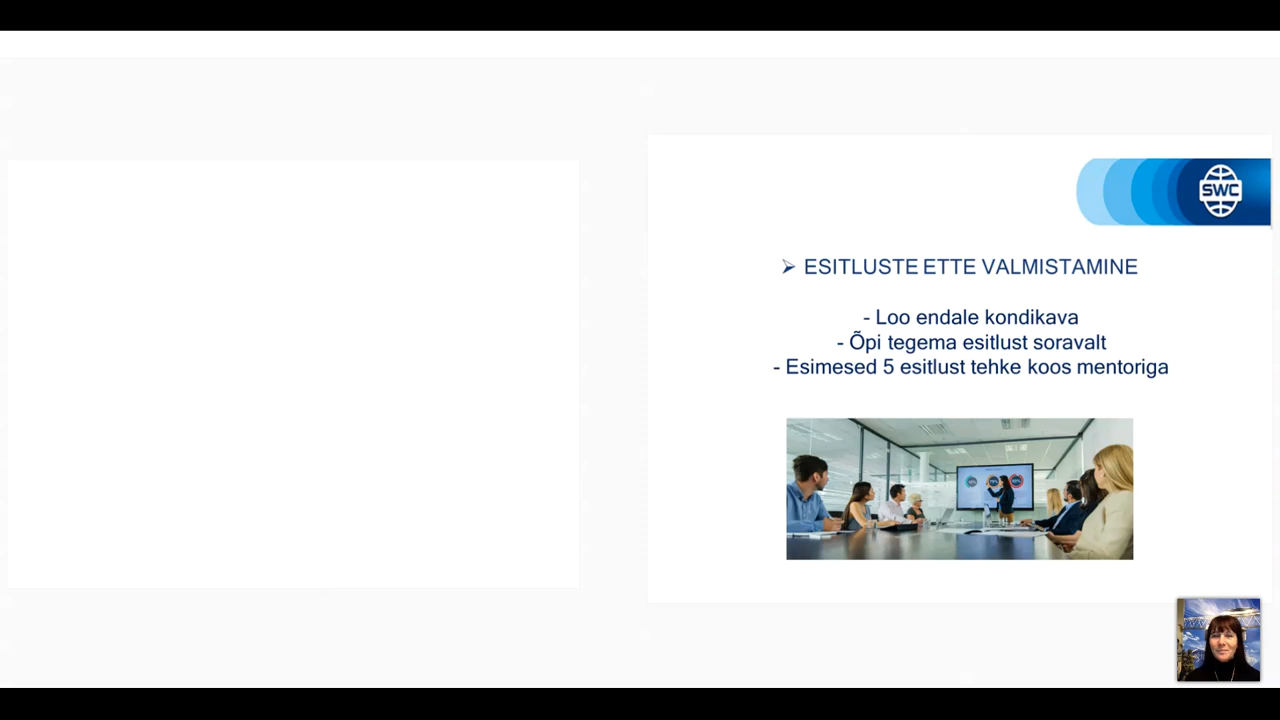 SWC
➢ ESITLUSTE ETTE VALMISTAMINE
- Loo endale kondikava
- Õpi tegema esitlust soravalt
- Esimesed 5 esitlust tehke koos mentoriga